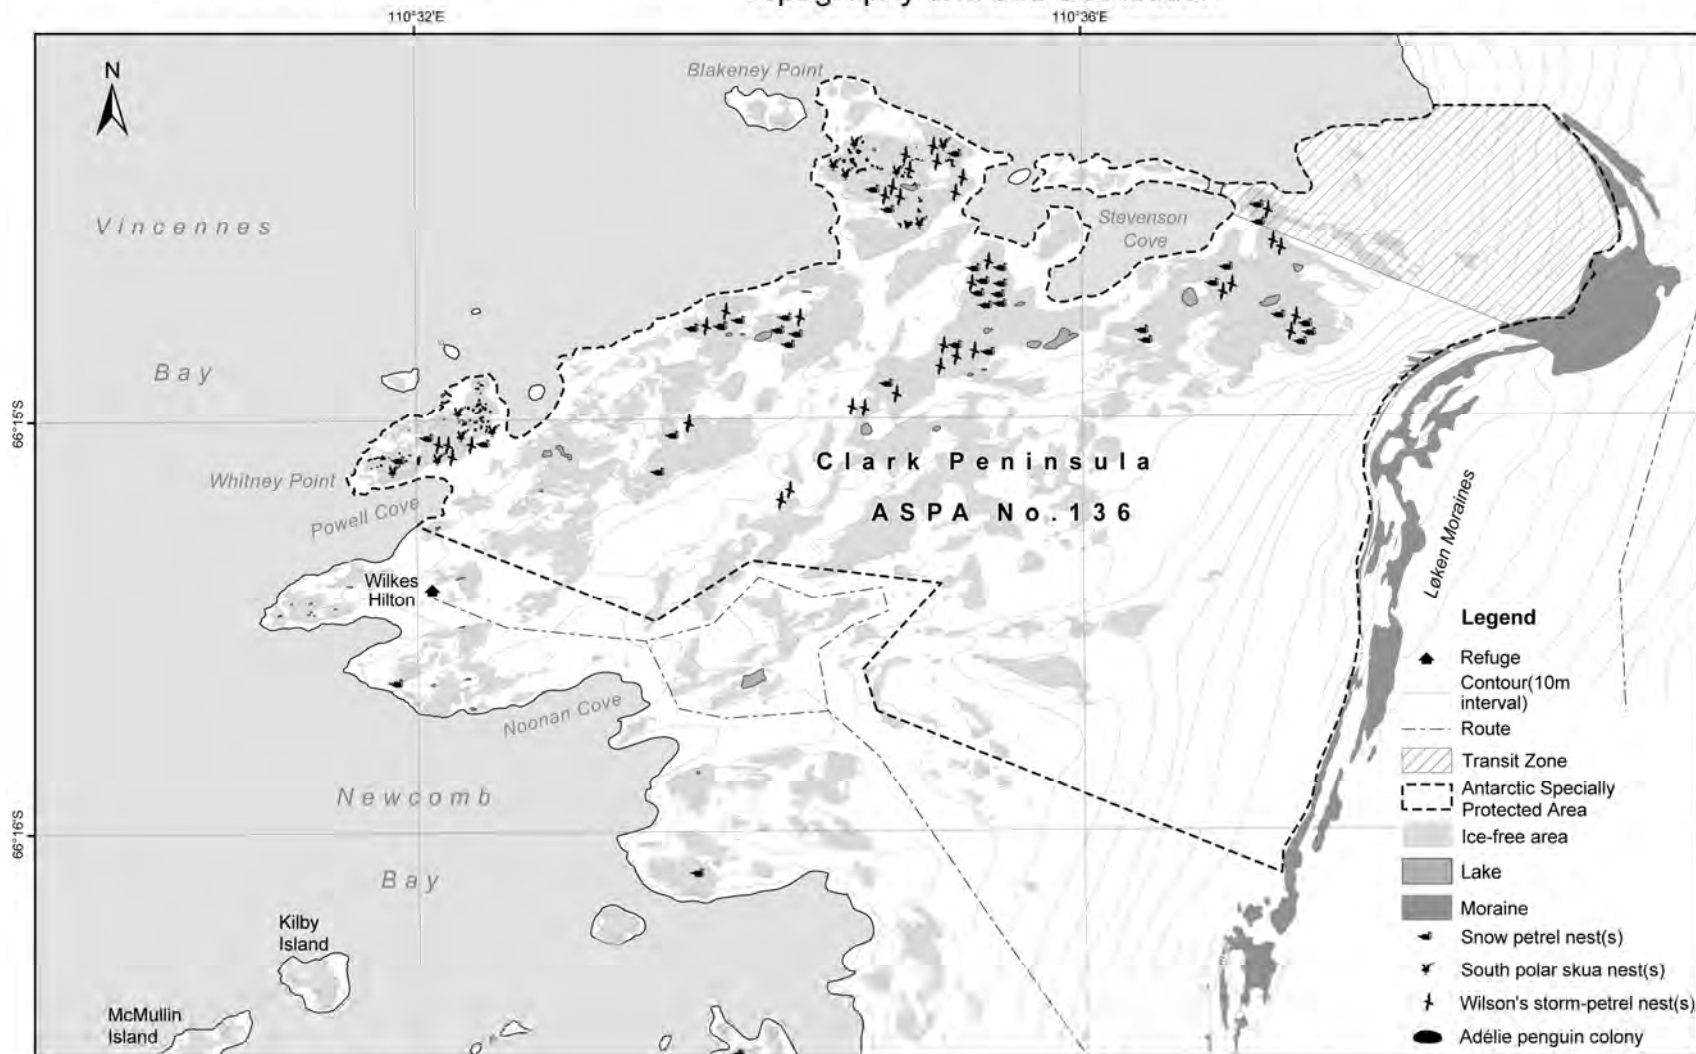 110°32'E
110°36'E
N
Blakeney Point
Vincennes
Stevenson
Cove
Bay
66°15'S
Whitney Point
Clark Peninsula
Powell Cove
ASPA No.136
Løken Moraines
Wilkes
Hilton
Noonan Cove
Newcomb
66°16'S
Bay
Kilby
Island
McMullin
Island
Legend
Refuge
Contour(10m
interval)
Route
Transit Zone
Antarctic Specially
Protected Area
Ice-free area
Lake
Moraine
Snow petrel nest(s)
South polar skua nest(s)
Wilson's storm-petrel nest(s)
Adélie penguin colony